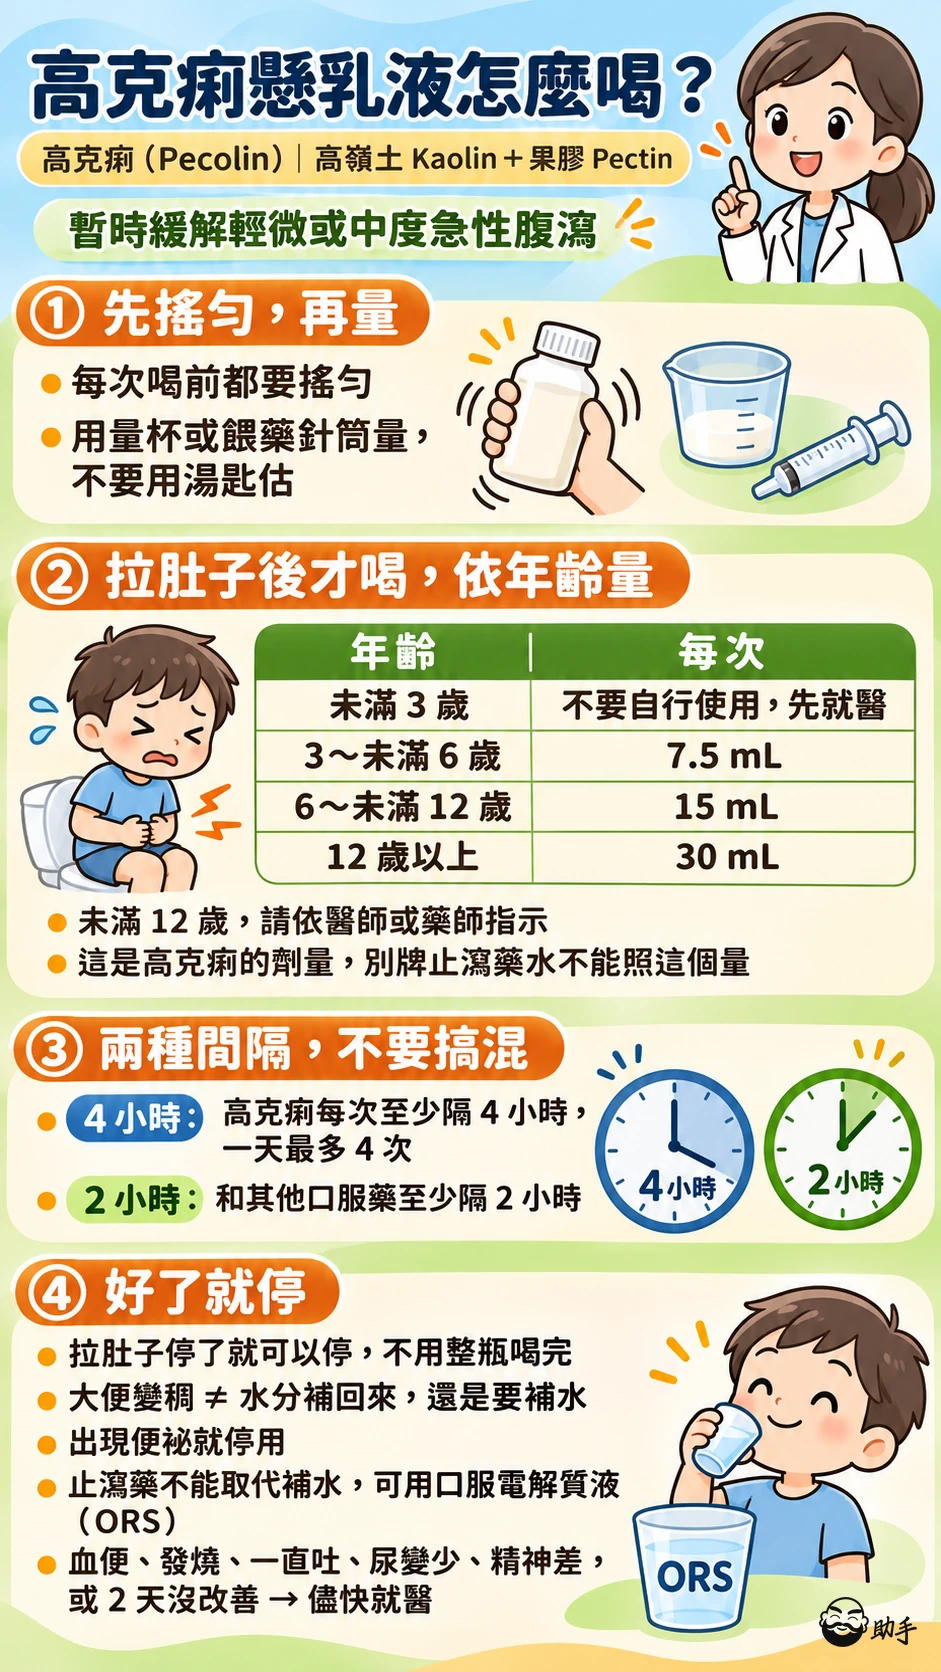 高克痢懸乳液怎麼喝？
高克痢（Pecolin）｜高嶺土 Kaolin＋果膠 Pectin
暫時緩解輕微或中度急性腹瀉
① 先搖勻，再量
每次喝前都要搖勻
用量杯或餵藥針筒量，
不要用湯匙估
② 拉肚子後才喝，依年齡量
年齡｜每次
未滿 3 歲 不要自行使用，先就醫
3～未滿 6 歲 7.5 mL
6～未滿 12 歲 15 mL
12 歲以上 30 mL
未滿 12 歲，請依醫師或藥師指示
這是高克痢的劑量，別牌止瀉藥水不能照這個量
③ 兩種間隔，不要搞混
4 小時： 高克痢每次至少隔 4 小時，
一天最多 4 次
2 小時： 和其他口服藥至少隔 2 小時
4小時
2小時
④ 好了就停
拉肚子停了就可以停，不用整瓶喝完
大便變稠 ≠ 水分補回來，還是要補水
出現便祕就停用
止瀉藥不能取代補水，可用口服電解質液
（ORS）
血便、發燒、一直吐、尿變少、精神差，
或 2 天沒改善 → 儘快就醫
ORS
助手